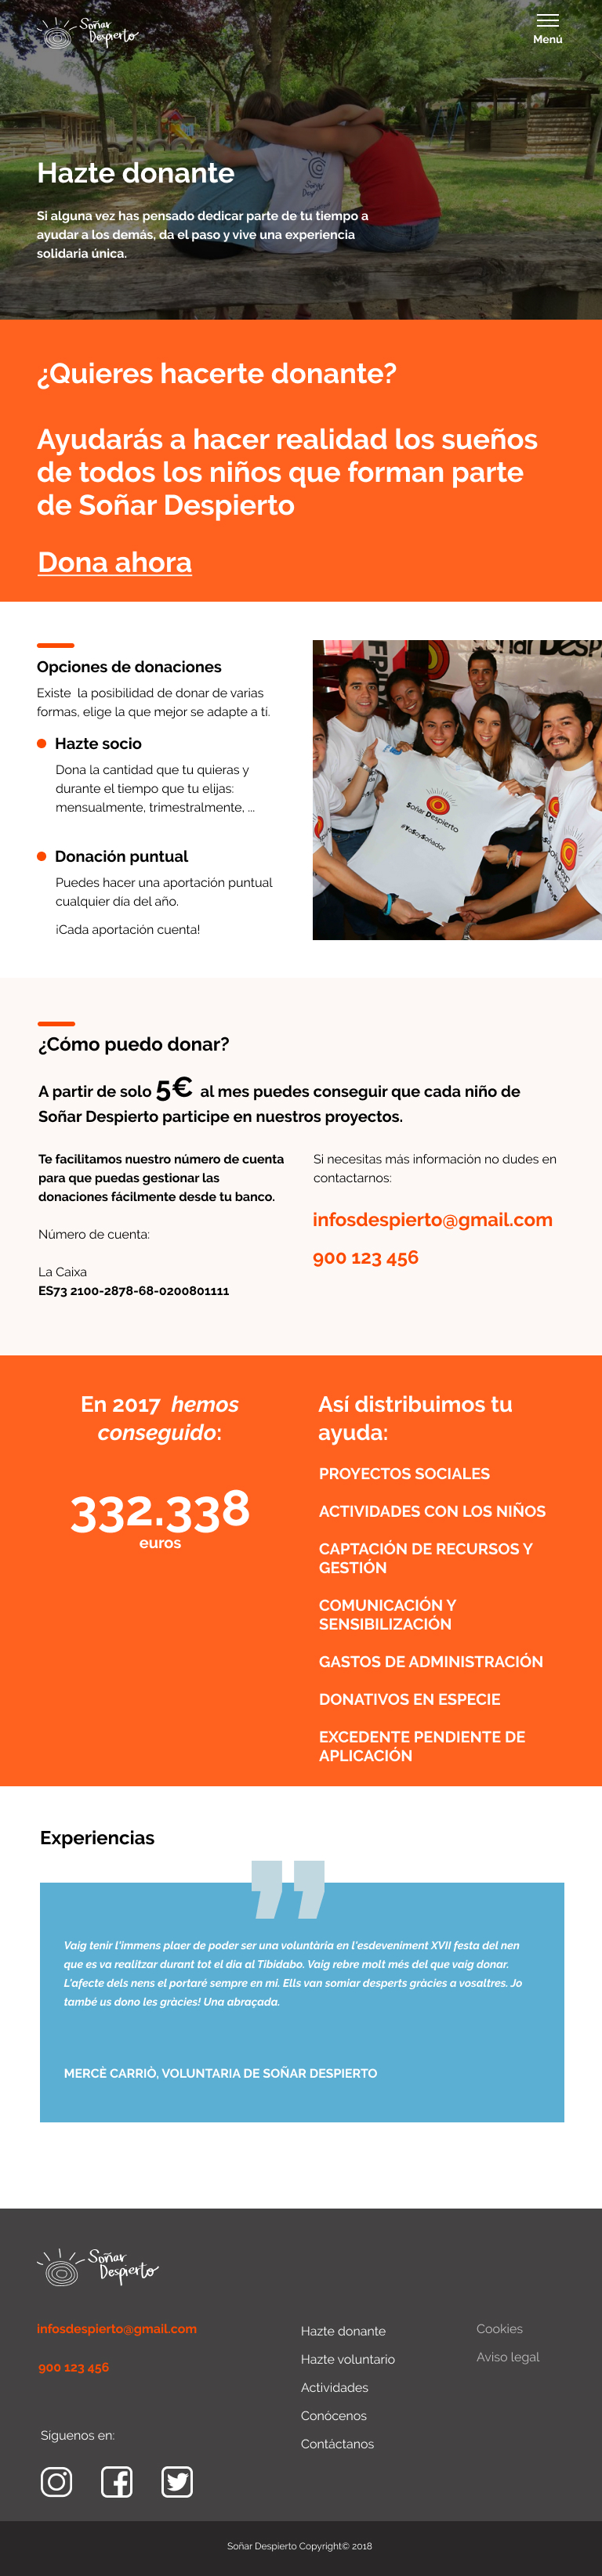 Soñar
Despierto
Menú
Hazte donante
Si alguna vez has pensado dedicar parte de tu tiempo a
ayudar a los demás, da el paso y vive una experiencia
solidaria única.
¿Quieres hacerte donante?
Ayudarás a hacer realidad los sueños
de todos los niños que forman parte
de Soñar Despierto
Dona ahora
Opciones de donaciones
Existe la posibilidad de donar de varias
formas, elige la que mejor se adapte a tí.
Hazte socio
Dona la cantidad que tu quieras y
durante el tiempo que tu elijas:
mensualmente, trimestralmente, ...
Donación puntual
Puedes hacer una aportación puntual
cualquier día del año.
¡Cada aportación cuenta!
Soñar Despierto
#YoSoySoñador
¿Cómo puedo donar?
A partir de solo 5€ al mes puedes conseguir que cada niño de
Soñar Despierto participe en nuestros proyectos.
Te facilitamos nuestro número de cuenta
para que puedas gestionar las
donaciones fácilmente desde tu banco.
Número de cuenta:
La Caixa
ES73 2100-2878-68-0200801111
Si necesitas más información no dudes en
contactarnos:
infosdespierto@gmail.com
900 123 456
En 2017 hemos
conseguido:
332.338
euros
Así distribuimos tu
ayuda:
PROYECTOS SOCIALES
ACTIVIDADES CON LOS NIÑOS
CAPTACIÓN DE RECURSOS Y
GESTIÓN
COMUNICACIÓN Y
SENSIBILIZACIÓN
GASTOS DE ADMINISTRACIÓN
DONATIVOS EN ESPECIE
EXCEDENTE PENDIENTE DE
APLICACIÓN
Experiencias
”
Vaig tenir l'immens plaer de poder ser una voluntària en l'esdeveniment XVII festa del nen
que es va realitzar durant tot el dia al Tibidabo. Vaig rebre molt més del que vaig donar.
L'afecte dels nens el portaré sempre en mi. Ells van somiar desperts gràcies a vosaltres. Jo
també us dono les gràcies! Una abraçada.
MERCÈ CARRIÒ, VOLUNTARIA DE SOÑAR DESPIERTO
Soñar
Despierto
infosdespierto@gmail.com
900 123 456
Síguenos en:
Hazte donante
Hazte voluntario
Actividades
Conócenos
Contáctanos
Cookies
Aviso legal
Soñar Despierto Copyright© 2018